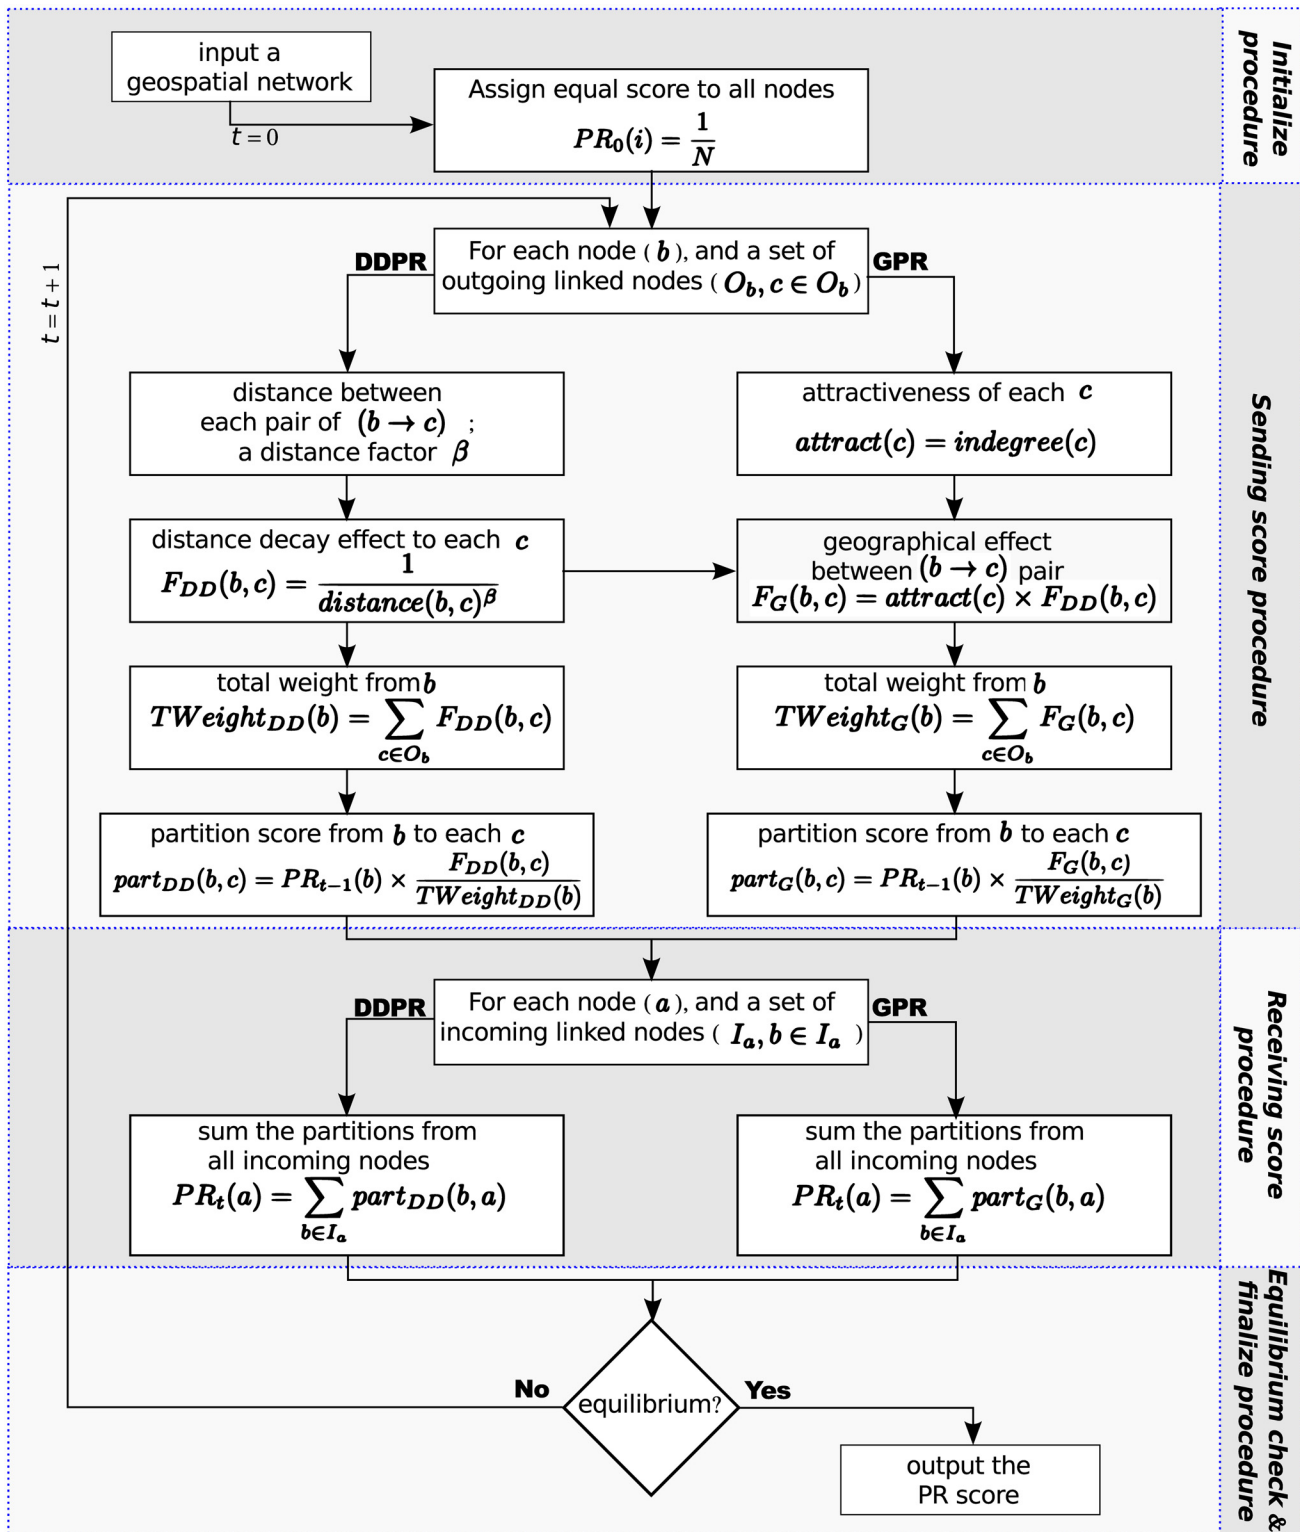 input a
geospatial network
t = 0
Assign equal score to all nodes
PR₀(i) = 1/N
Initialize
procedure
t = t + 1
For each node ( b ), and a set of
outgoing linked nodes ( O_b, c ∈ O_b )
DDPR
GPR
distance between
each pair of (b → c) ;
a distance factor β
attractiveness of each c
attract(c) = indegree(c)
distance decay effect to each c
F_DD(b, c) = 1/distance(b, c)^β
geographical effect
between (b → c) pair
F_G(b, c) = attract(c) × F_DD(b, c)
total weight from b
TWeight_DD(b) = ∑_{c∈O_b} F_DD(b, c)
total weight from b
TWeight_G(b) = ∑_{c∈O_b} F_G(b, c)
partition score from b to each c
part_DD(b, c) = PR_{t−1}(b) × F_DD(b, c)/TWeight_DD(b)
partition score from b to each c
part_G(b, c) = PR_{t−1}(b) × F_G(b, c)/TWeight_G(b)
Sending score procedure
DDPR
For each node ( a ), and a set of
incoming linked nodes ( I_a, b ∈ I_a )
GPR
sum the partitions from
all incoming nodes
PR_t(a) = ∑_{b∈I_a} part_DD(b, a)
sum the partitions from
all incoming nodes
PR_t(a) = ∑_{b∈I_a} part_G(b, a)
Receiving score
procedure
No
equilibrium?
Yes
output the
PR score
Equilibrium check &
finalize procedure